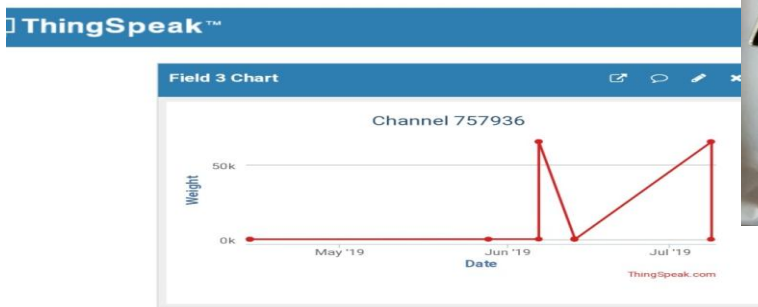 ThingSpeak™
Field 3 Chart
Channel 757936
50k
Weight
0k
May '19
Jun '19
Jul '19
Date
ThingSpeak.com